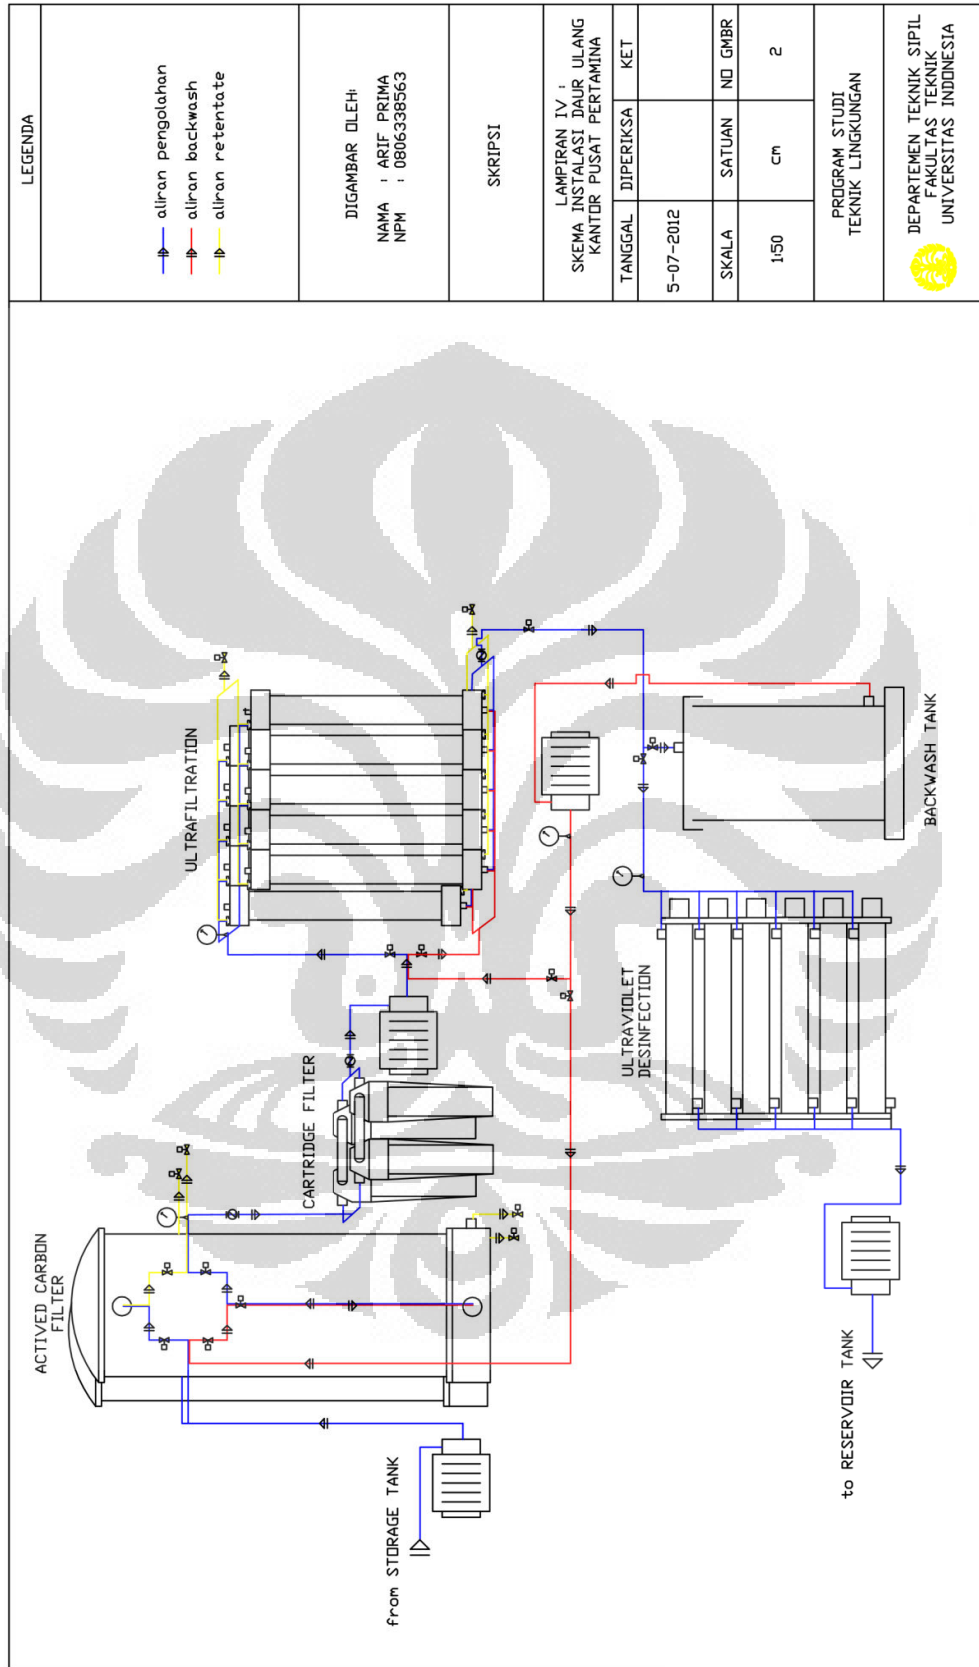 LEGENDA
aliran pengolahan
aliran backwash
aliran retentate
DIGAMBAR OLEH:
NAMA : ARIF PRIMA
NPM : 0806338563
SKRIPSI
LAMPIRAN IV :
SKEMA INSTALASI DAUR ULANG
KANTOR PUSAT PERTAMINA
TANGGAL DIPERIKSA KET
5-07-2012
SKALA SATUAN NO GMBR
1:50 cm 2
PROGRAM STUDI
TEKNIK LINGKUNGAN
DEPARTEMEN TEKNIK SIPIL
FAKULTAS TEKNIK
UNIVERSITAS INDONESIA
ACTIVED CARBON
FILTER
CARTRIDGE FILTER
ULTRAFILTRATION
from STORAGE TANK
ULTRAVIOLET
DESINFECTION
BACKWASH TANK
to RESERVOIR TANK